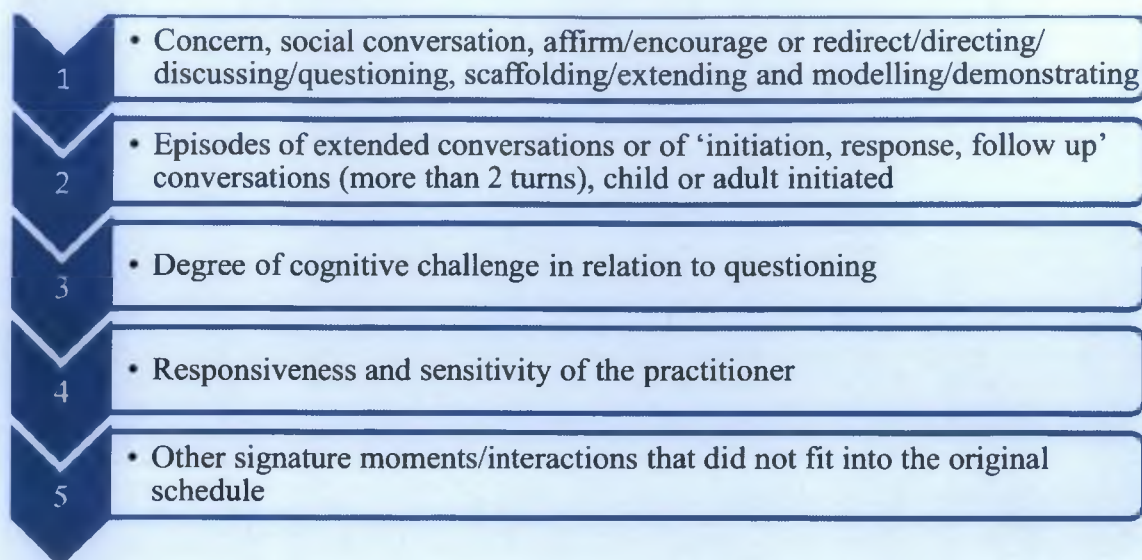 1
• Concern, social conversation, affirm/encourage or redirect/directing/
discussing/questioning, scaffolding/extending and modelling/demonstrating
2
• Episodes of extended conversations or of ‘initiation, response, follow up’
conversations (more than 2 turns), child or adult initiated
3
• Degree of cognitive challenge in relation to questioning
4
• Responsiveness and sensitivity of the practitioner
5
• Other signature moments/interactions that did not fit into the original
schedule